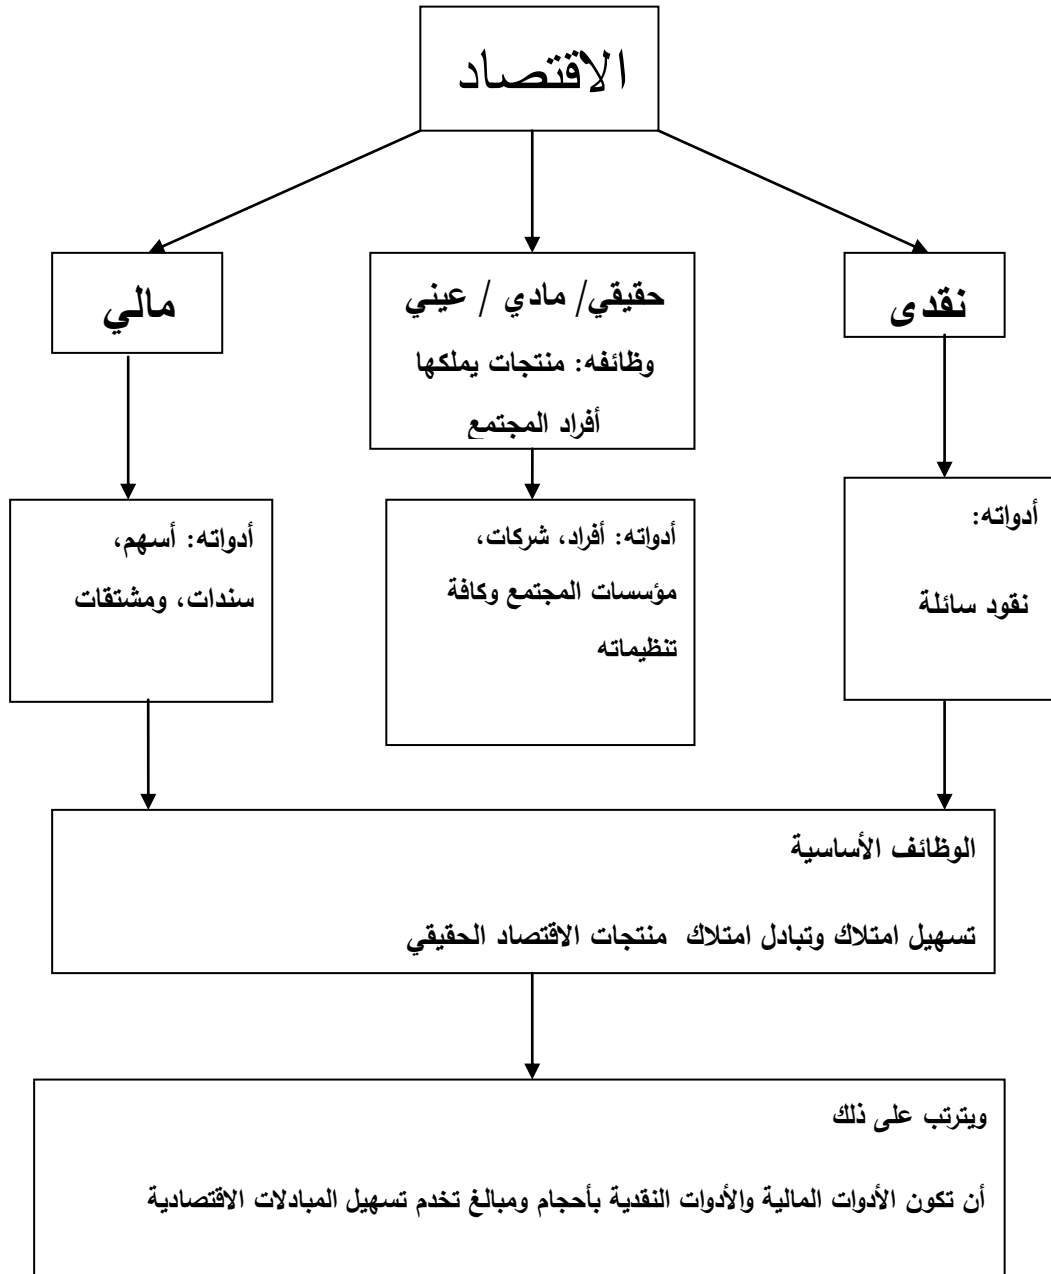 الاقتصاد
نقدى
حقيقي/ مادي / عيني
وظائفه: منتجات يملكها
أفراد المجتمع
مالي
أدواته:
نقود سائلة
أدواته: أفراد، شركات،
مؤسسات المجتمع وكافة
تنظيماته
أدواته: أسهم،
سندات، ومشتقات
الوظائف الأساسية
تسهيل امتلاك وتبادل امتلاك منتجات الاقتصاد الحقيقي
ويترتب على ذلك
أن تكون الأدوات المالية والأدوات النقدية بأحجام ومبالغ تخدم تسهيل المبادلات الاقتصادية